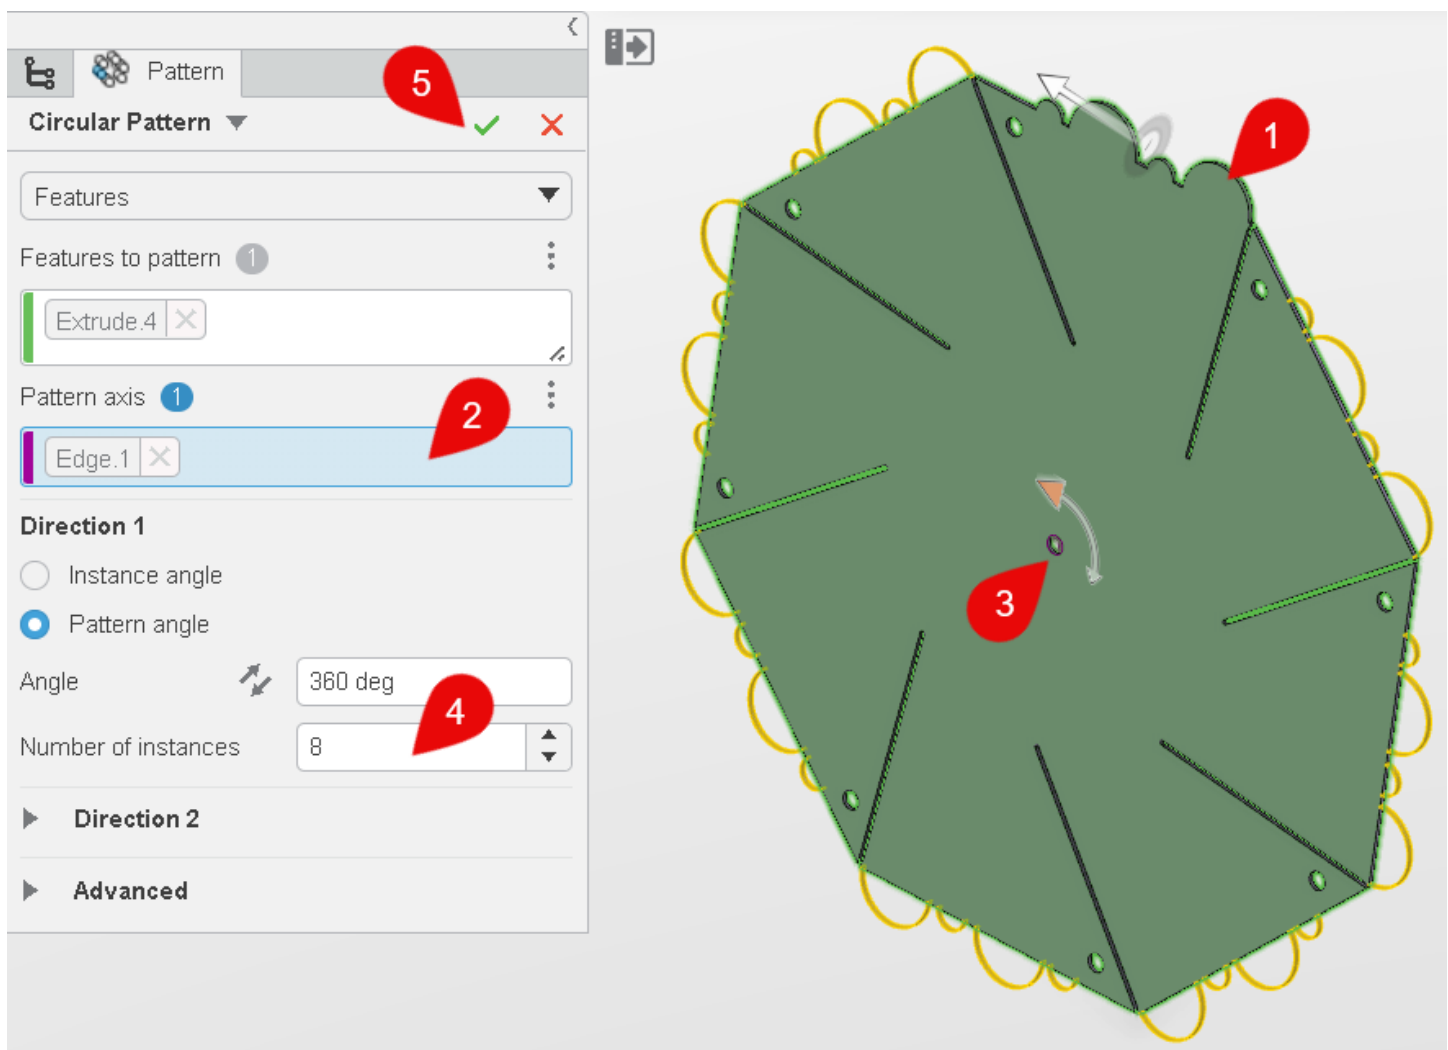 Pattern
5
Circular Pattern
1
Features
Features to pattern 1
Extrude.4
Pattern axis 1
2
Edge.1
Direction 1
Instance angle
3
Pattern angle
Angle 360 deg
4
Number of instances 8
Direction 2
Advanced